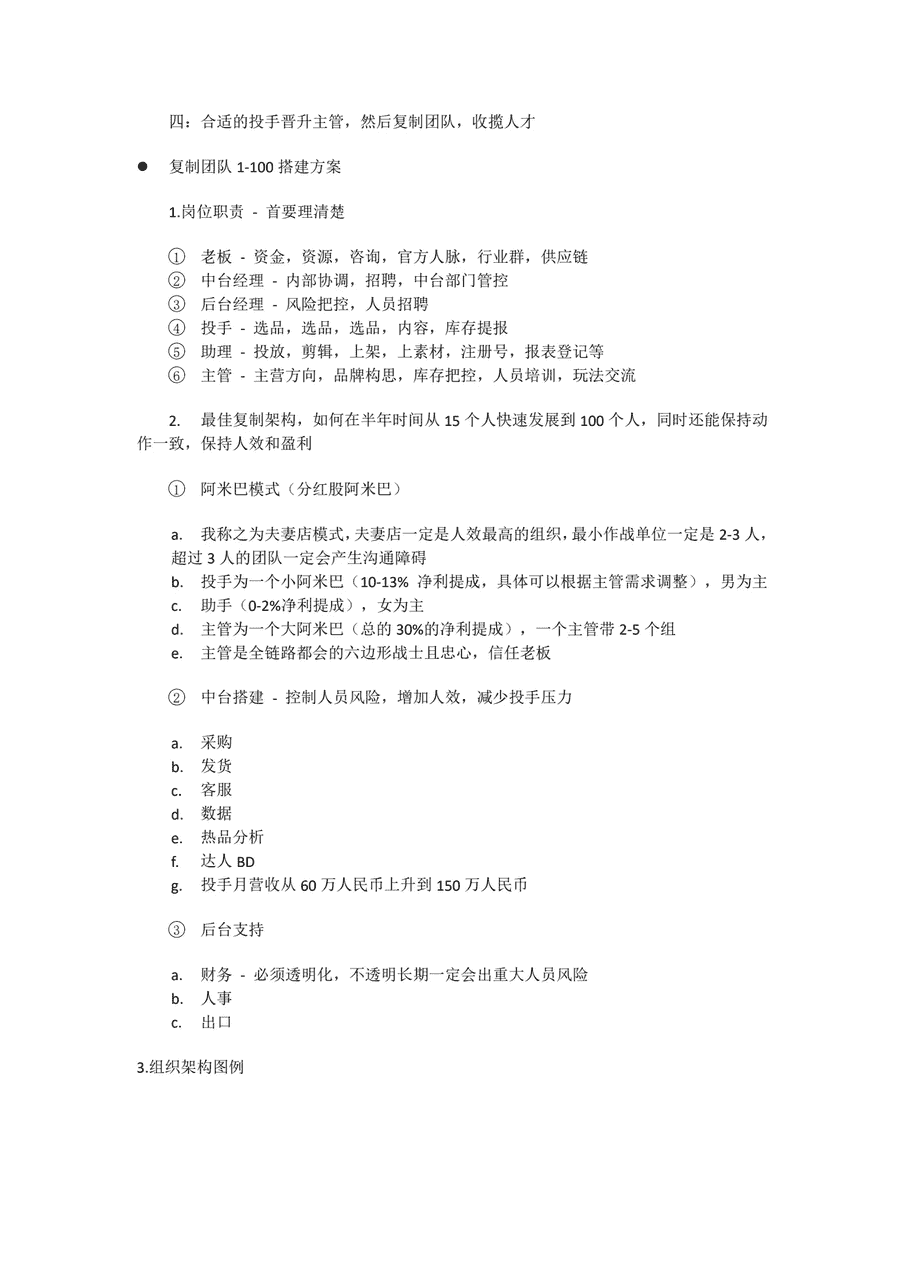 四：合适的投手晋升主管，然后复制团队，收揽人才
● 复制团队 1-100 搭建方案
1.岗位职责 - 首要理清楚
① 老板 - 资金，资源，咨询，官方人脉，行业群，供应链
② 中台经理 - 内部协调，招聘，中台部门管控
③ 后台经理 - 风险把控，人员招聘
④ 投手 - 选品，选品，选品，内容，库存提报
⑤ 助理 - 投放，剪辑，上架，上素材，注册号，报表登记等
⑥ 主管 - 主营方向，品牌构思，库存把控，人员培训，玩法交流
2. 最佳复制架构，如何在半年时间从 15 个人快速发展到 100 个人，同时还能保持动
作一致，保持人效和盈利
① 阿米巴模式（分红股阿米巴）
a. 我称之为夫妻店模式，夫妻店一定是人效最高的组织，最小作战单位一定是 2-3 人，
超过 3 人的团队一定会产生沟通障碍
b. 投手为一个小阿米巴（10-13% 净利提成，具体可以根据主管需求调整），男为主
c. 助手（0-2%净利提成），女为主
d. 主管为一个大阿米巴（总的 30%的净利提成），一个主管带 2-5 个组
e. 主管是全链路都会的六边形战士且忠心，信任老板
② 中台搭建 - 控制人员风险，增加人效，减少投手压力
a. 采购
b. 发货
c. 客服
d. 数据
e. 热品分析
f. 达人 BD
g. 投手月营收从 60 万人民币上升到 150 万人民币
③ 后台支持
a. 财务 - 必须透明化，不透明长期一定会出重大人员风险
b. 人事
c. 出口
3.组织架构图例